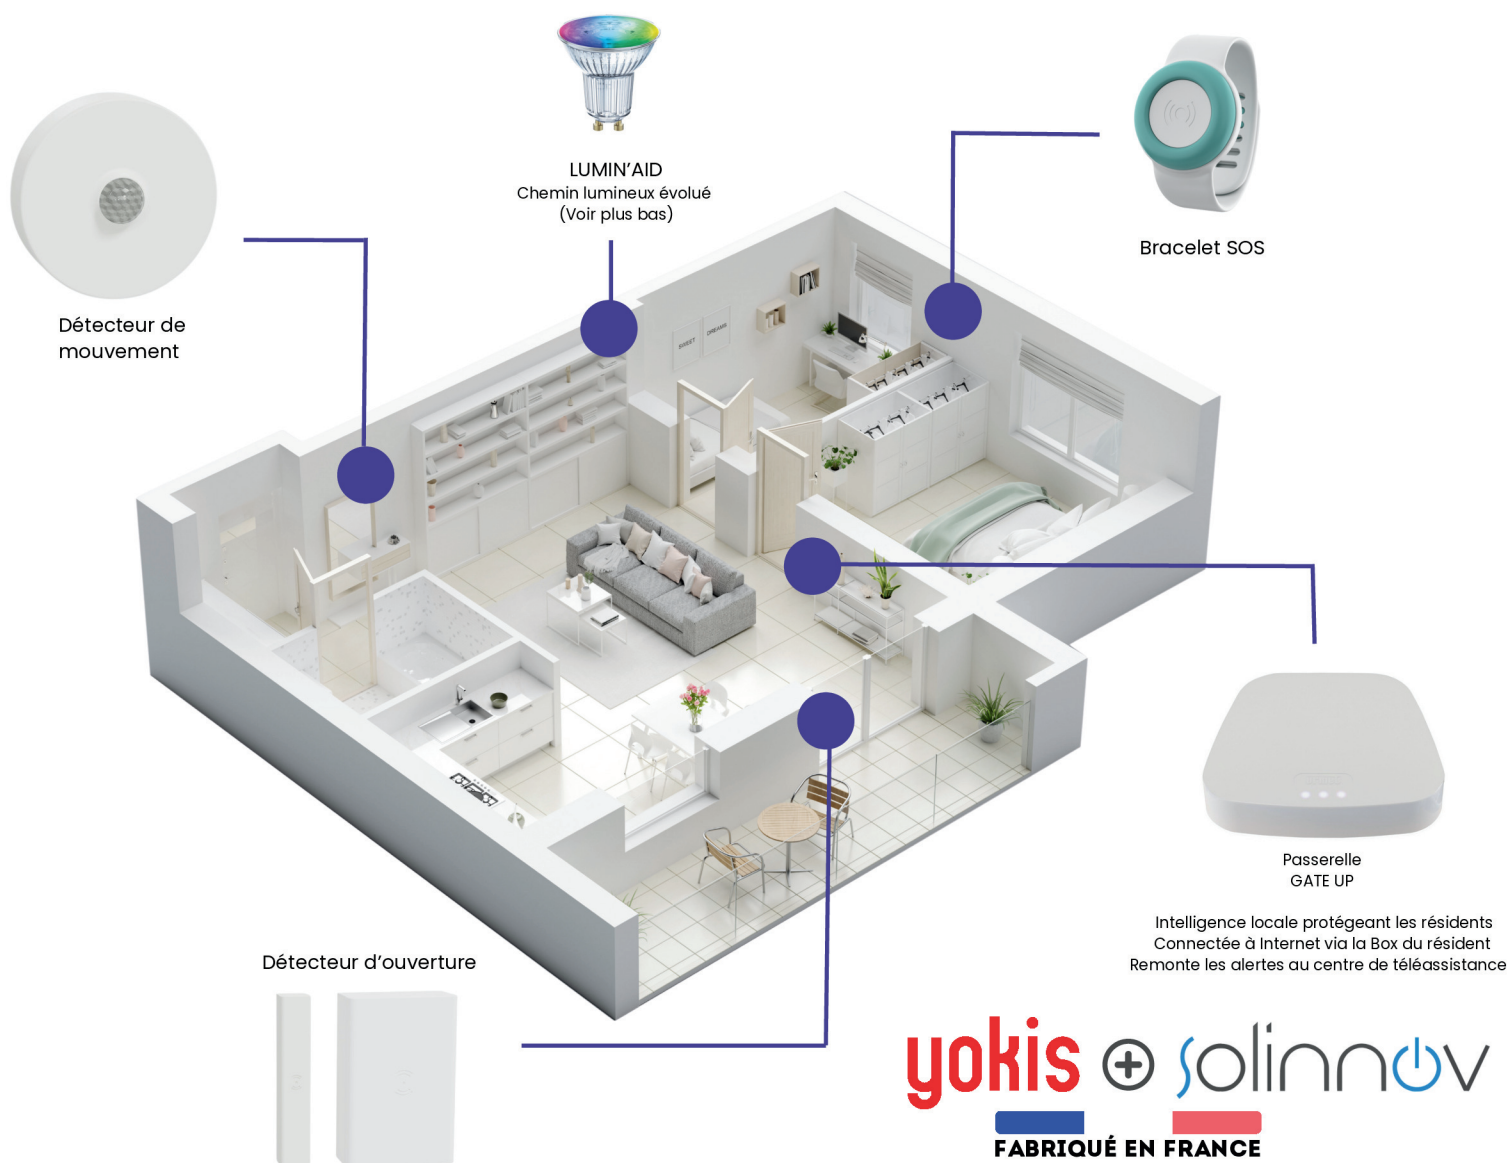 LUMIN'AID
Chemin lumineux évolué
(Voir plus bas)
Bracelet SOS
Détecteur de
mouvement
SWEET
DREAMS
Passerelle
GATE UP
Intelligence locale protégeant les résidents
Connectée à Internet via la Box du résident
Remonte les alertes au centre de téléassistance
Détecteur d'ouverture
yokis + solinnov
FABRIQUÉ EN FRANCE